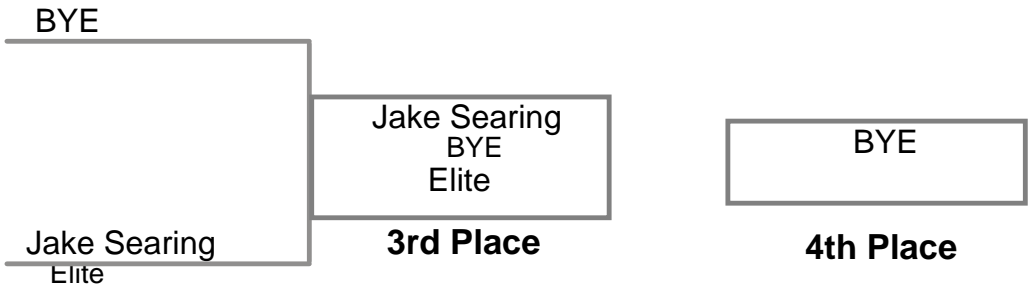 BYE
Jake Searing
BYE
Elite
3rd Place
BYE
4th Place
Jake Searing
Elite